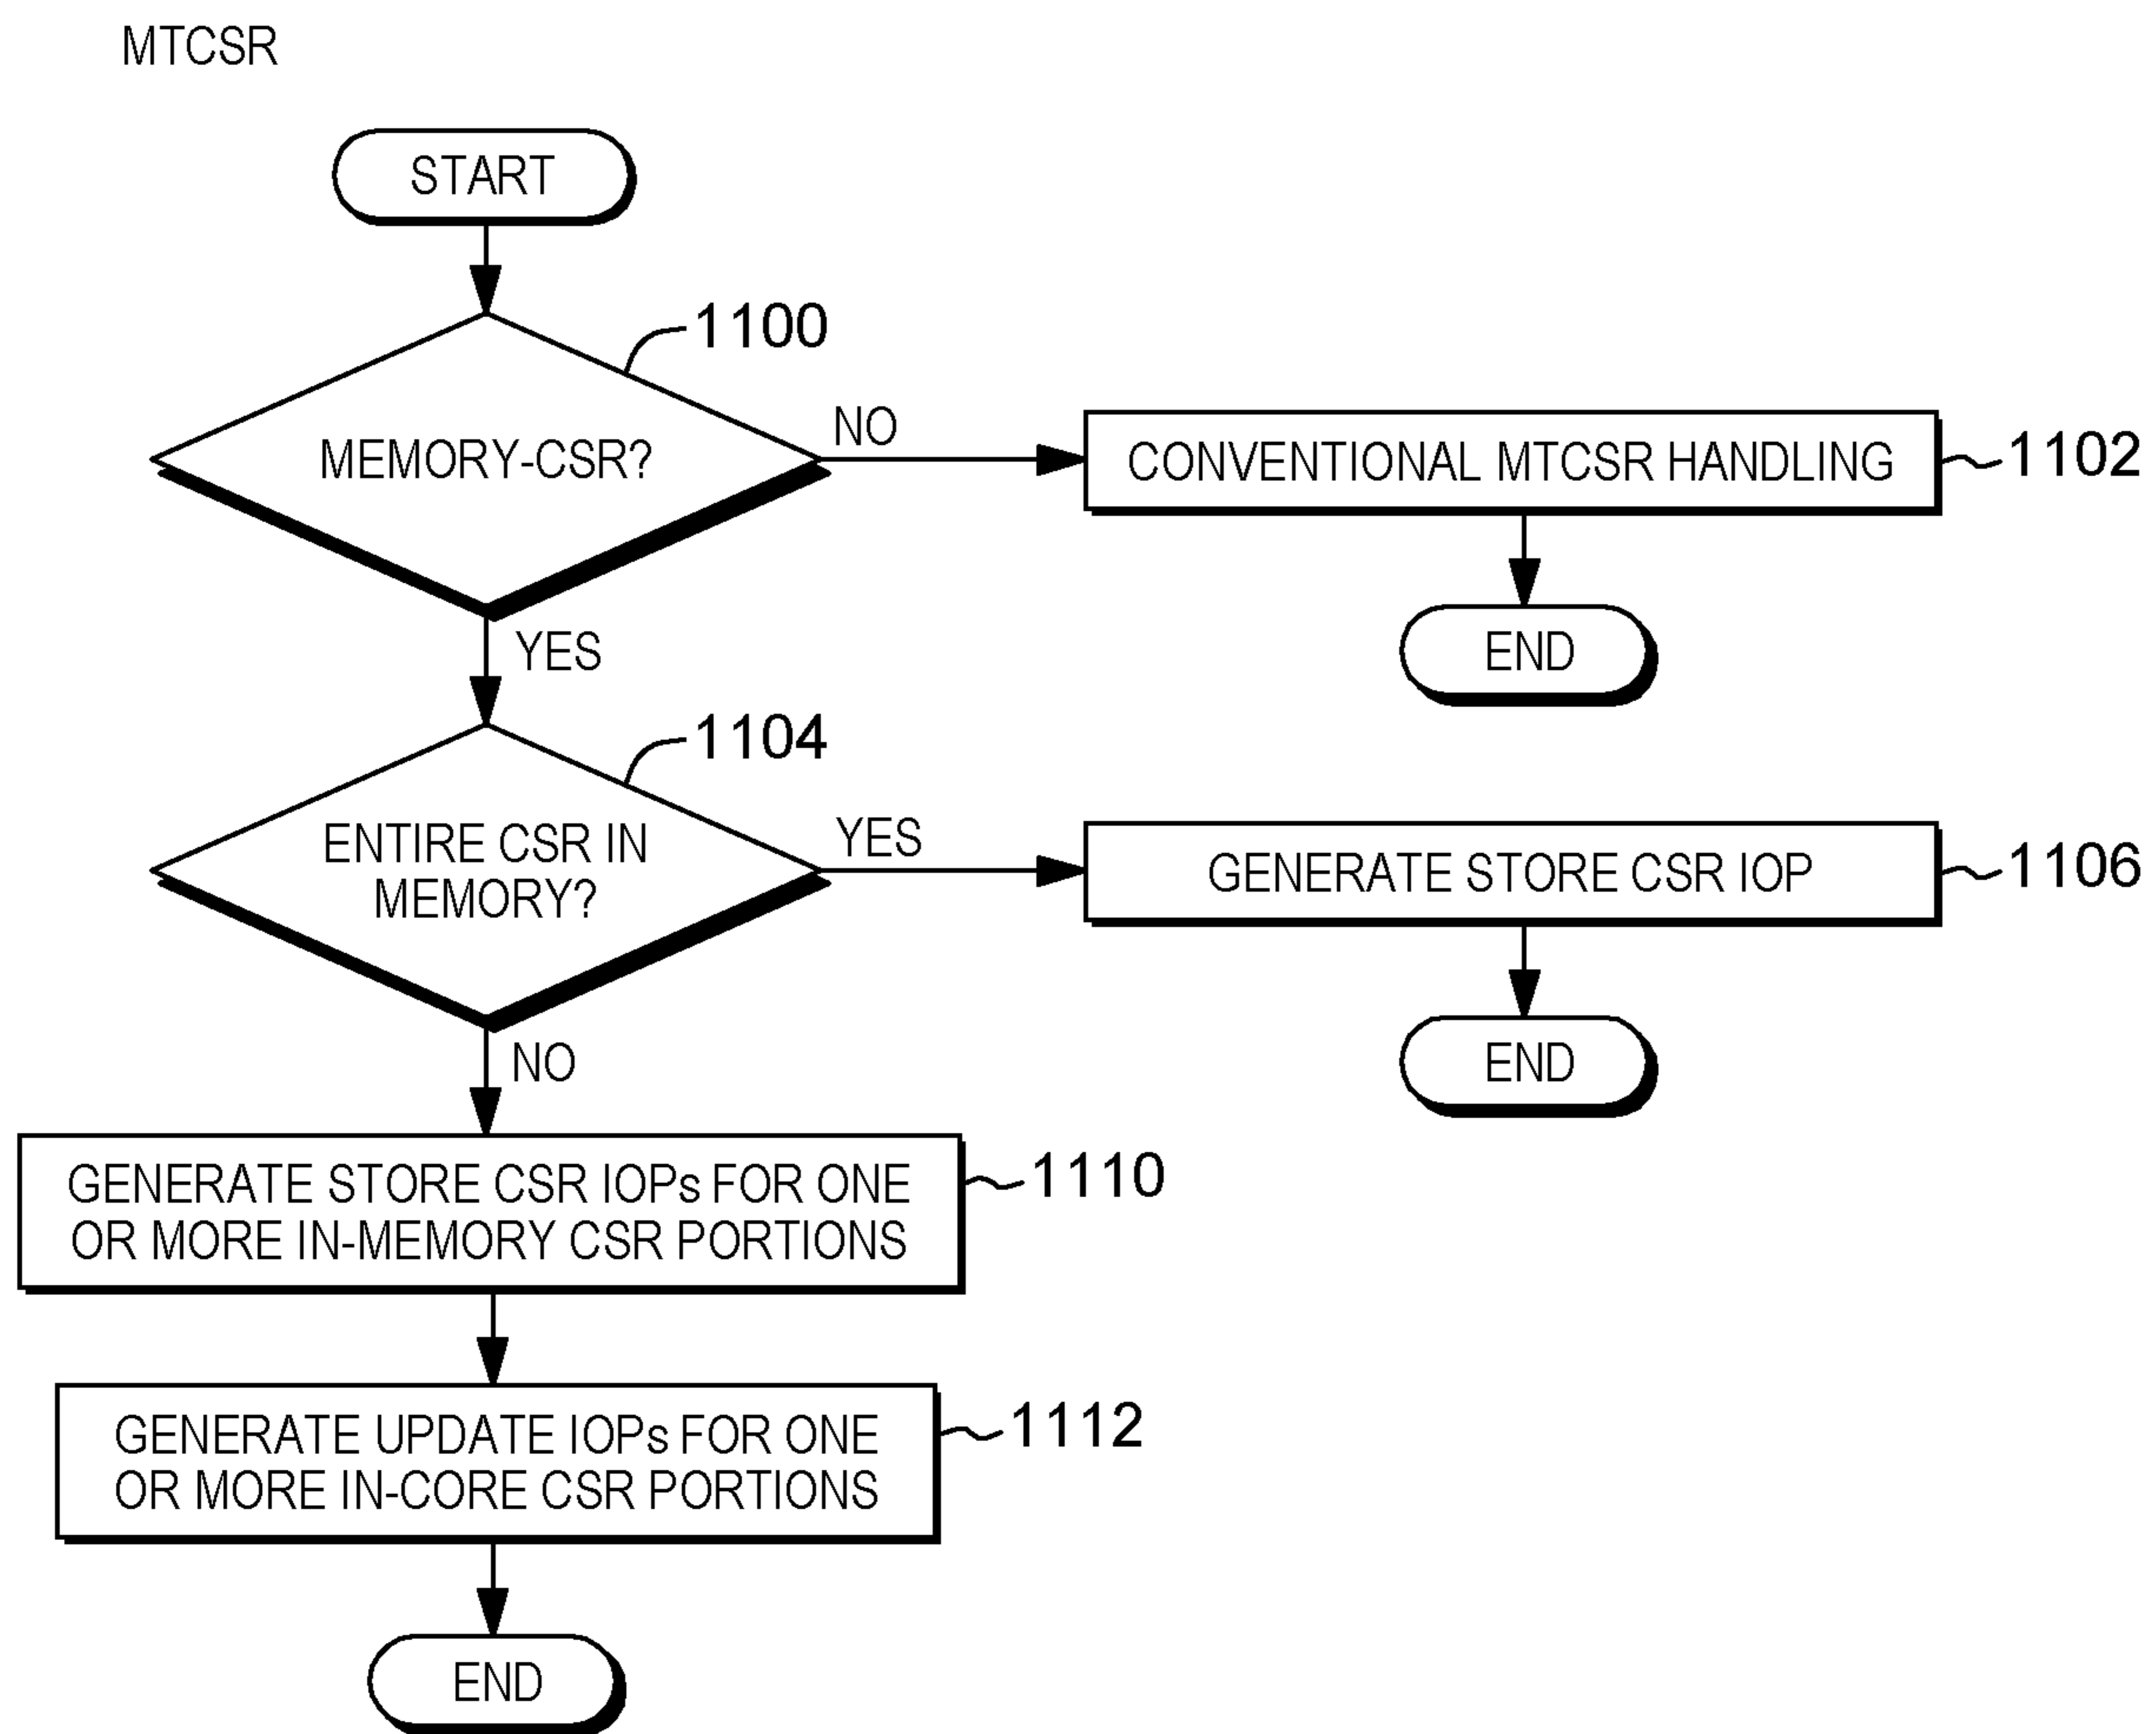 MTCSR
START
1100
MEMORY-CSR?
NO
CONVENTIONAL MTCSR HANDLING
1102
END
YES
1104
ENTIRE CSR IN
MEMORY?
YES
GENERATE STORE CSR IOP
1106
END
NO
GENERATE STORE CSR IOPs FOR ONE
OR MORE IN-MEMORY CSR PORTIONS
1110
GENERATE UPDATE IOPs FOR ONE
OR MORE IN-CORE CSR PORTIONS
1112
END